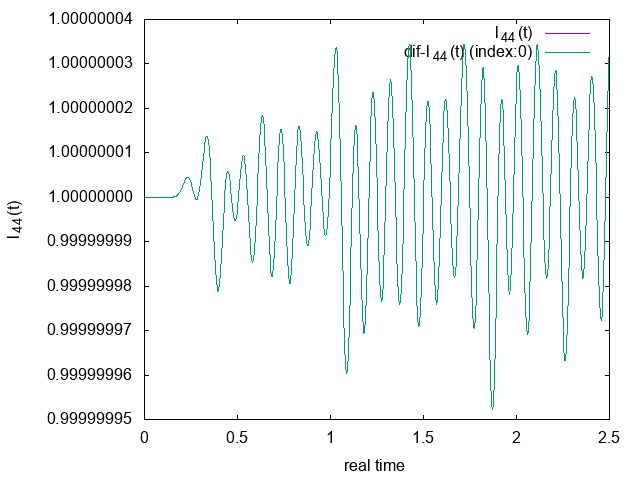 1.00000004
1.00000003
1.00000002
1.00000001
1.00000000
0.99999999
0.99999998
0.99999997
0.99999996
0.99999995
0 0.5 1 1.5 2 2.5
I44(t)
real time
I44(t)
dif-I44(t) (index:0)